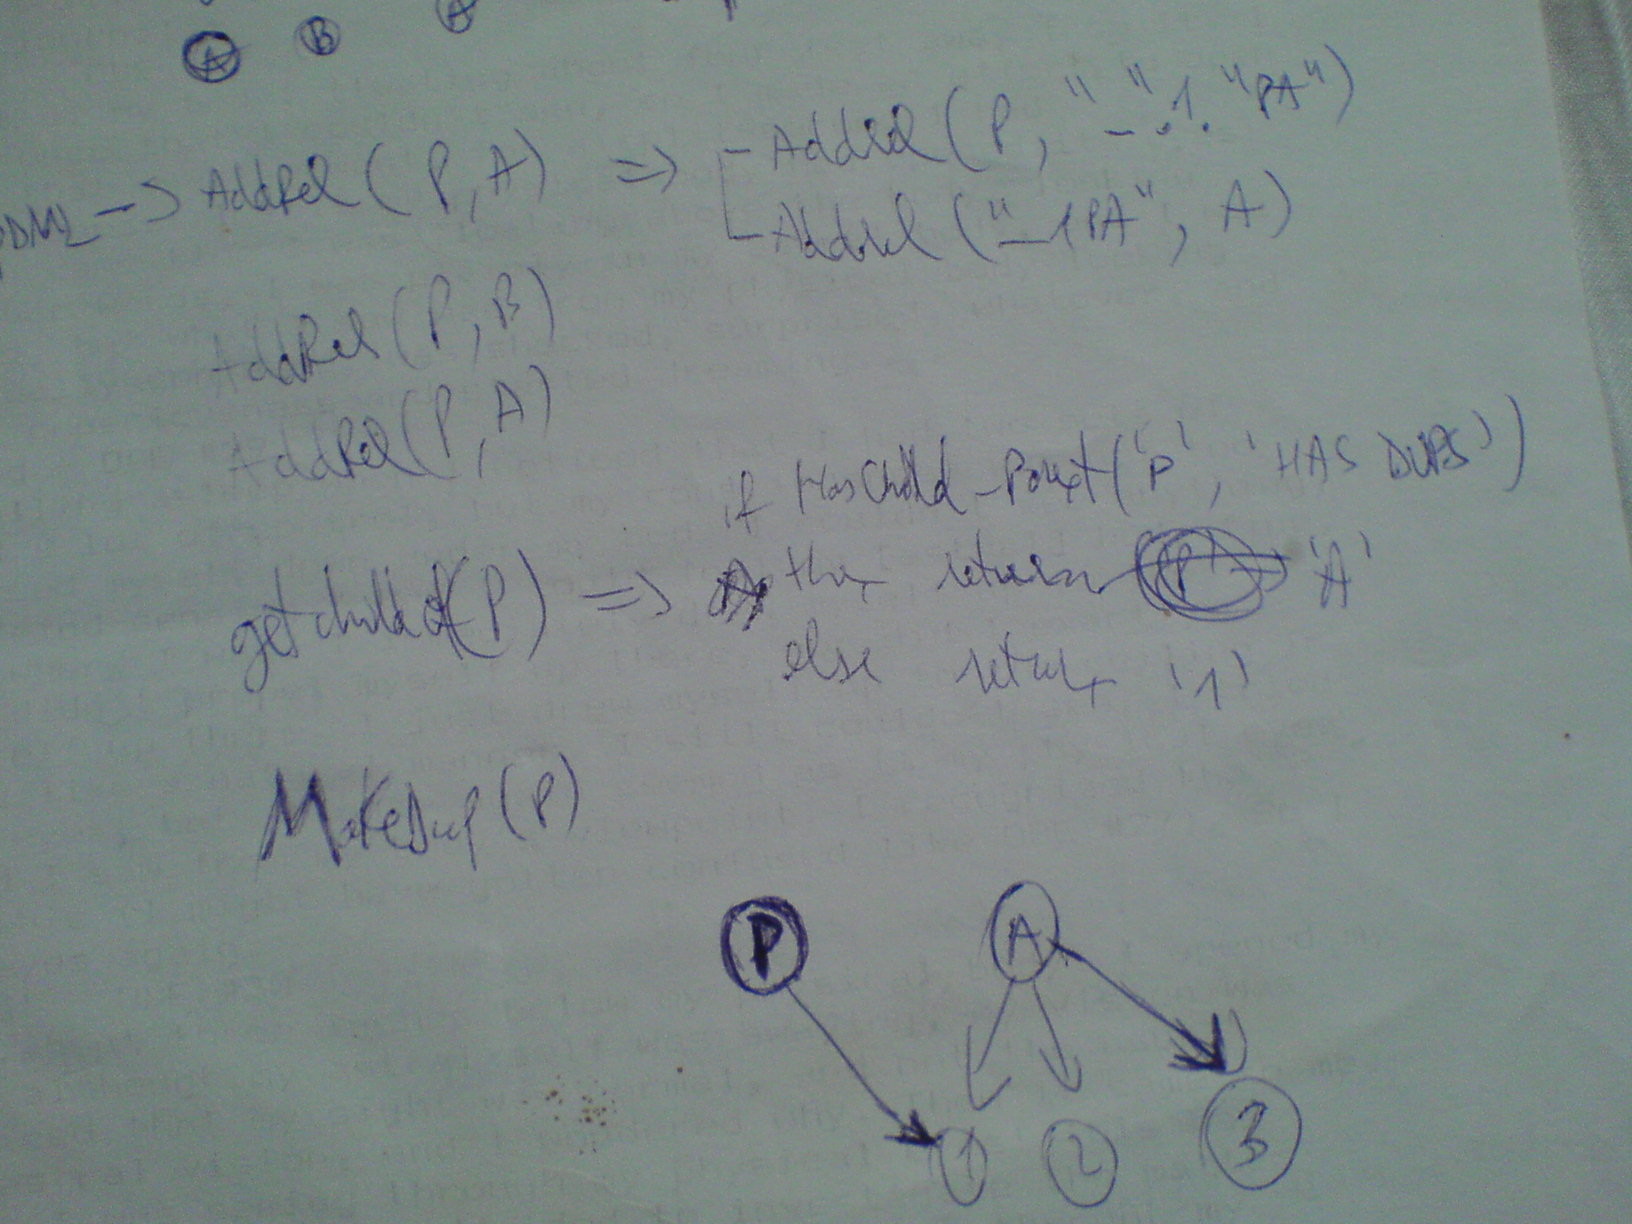 A B A
DML -> AddRel(P,A) => - AddRel(P, "_".1."PA")
- AddRel("_1PA", A)
AddRel(P,B)
AddRel(P,A)
if HasChild_Parent('P', 'HAS DUPS')
getchild(P) => then return 'A'
else return '1'
MakeDup(P)
P A
1 2 3